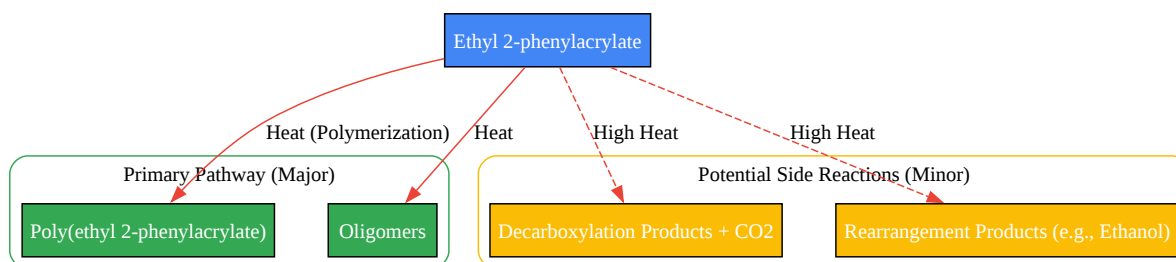 Ethyl 2-phenylacrylate
Heat (Polymerization)
Heat
High Heat
High Heat
Primary Pathway (Major)
Potential Side Reactions (Minor)
Poly(ethyl 2-phenylacrylate)
Oligomers
Decarboxylation Products + CO2
Rearrangement Products (e.g., Ethanol)